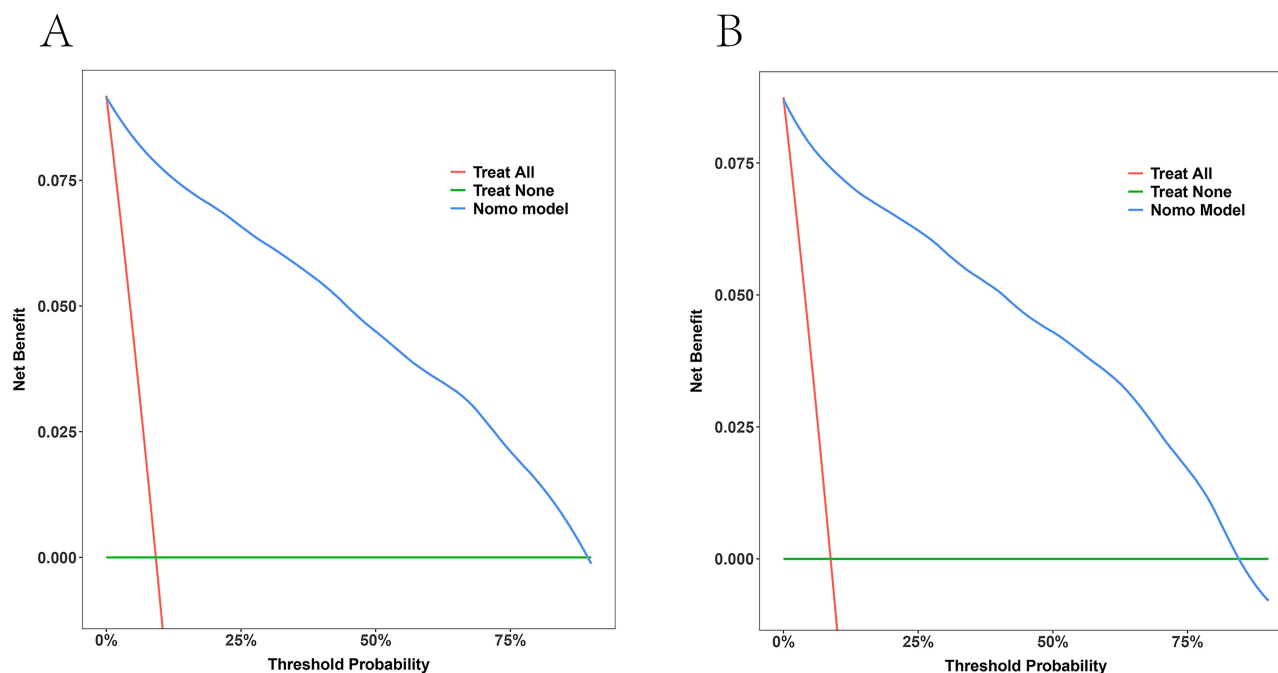 A
Net Benefit
0.075
0.050
0.025
0.000
Treat All
Treat None
Nomo model
0%
25%
50%
75%
Threshold Probability
B
Net Benefit
0.075
0.050
0.025
0.000
Treat All
Treat None
Nomo Model
0%
25%
50%
75%
Threshold Probability